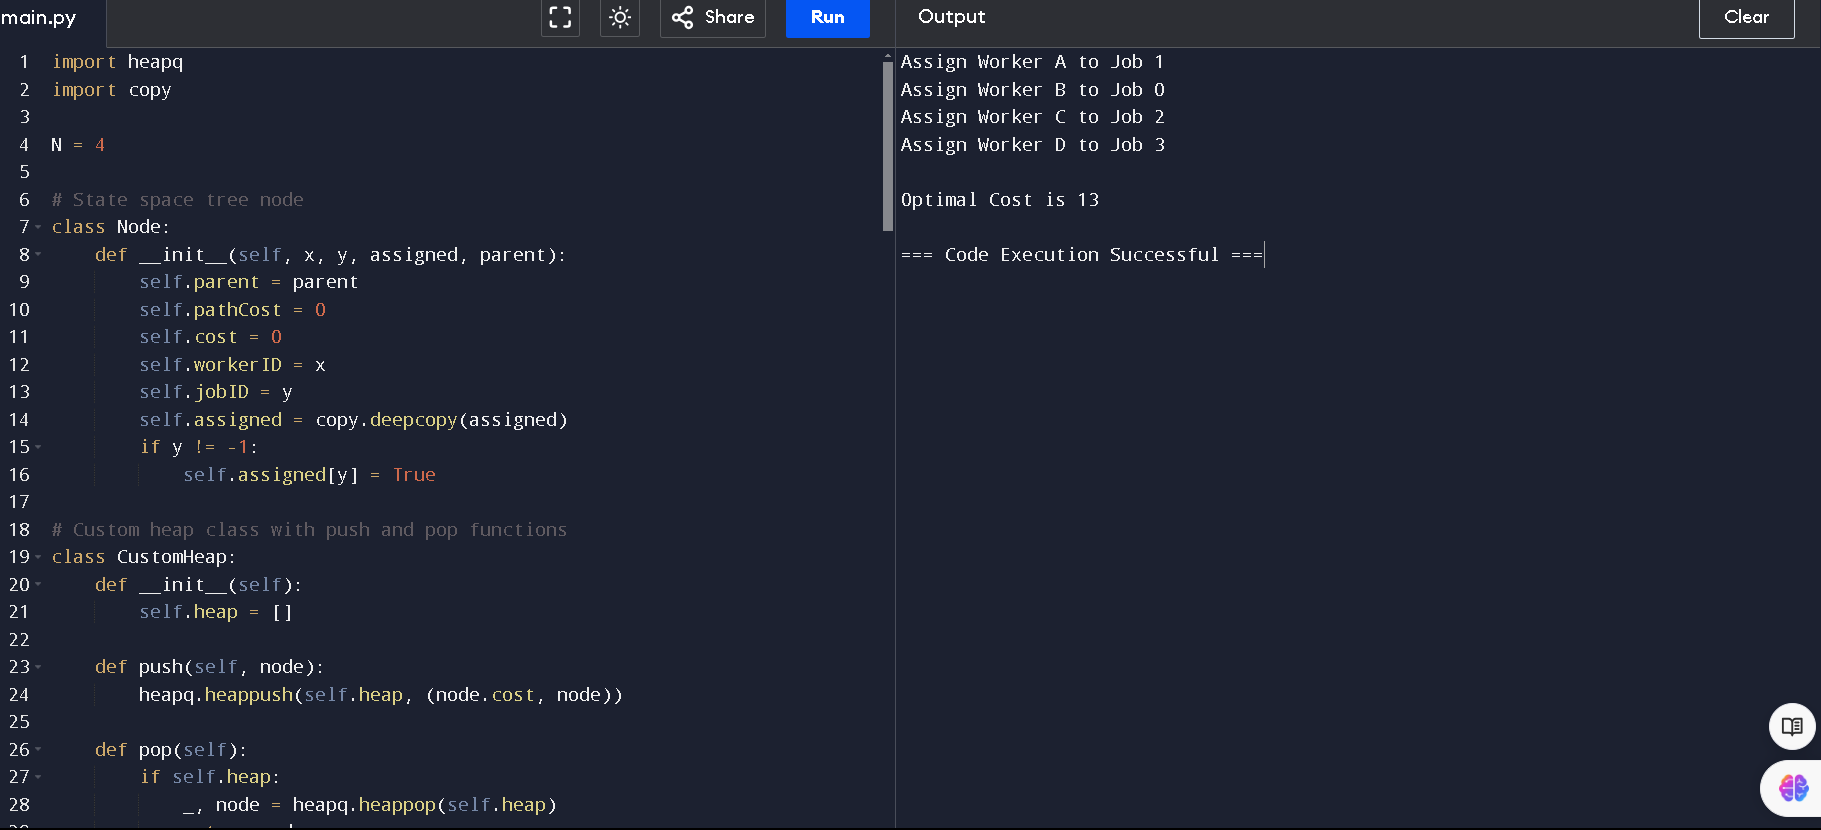 main.py
Share
Run
Output
Clear
1 import heapq
2 import copy
3
4 N = 4
5
6 # State space tree node
7 class Node:
8     def __init__(self, x, y, assigned, parent):
9         self.parent = parent
10         self.pathCost = 0
11         self.cost = 0
12         self.workerID = x
13         self.jobID = y
14         self.assigned = copy.deepcopy(assigned)
15         if y != -1:
16             self.assigned[y] = True
17
18 # Custom heap class with push and pop functions
19 class CustomHeap:
20     def __init__(self):
21         self.heap = []
22
23     def push(self, node):
24         heapq.heappush(self.heap, (node.cost, node))
25
26     def pop(self):
27         if self.heap:
28             _, node = heapq.heappop(self.heap)
Assign Worker A to Job 1
Assign Worker B to Job 0
Assign Worker C to Job 2
Assign Worker D to Job 3
Optimal Cost is 13
=== Code Execution Successful ===